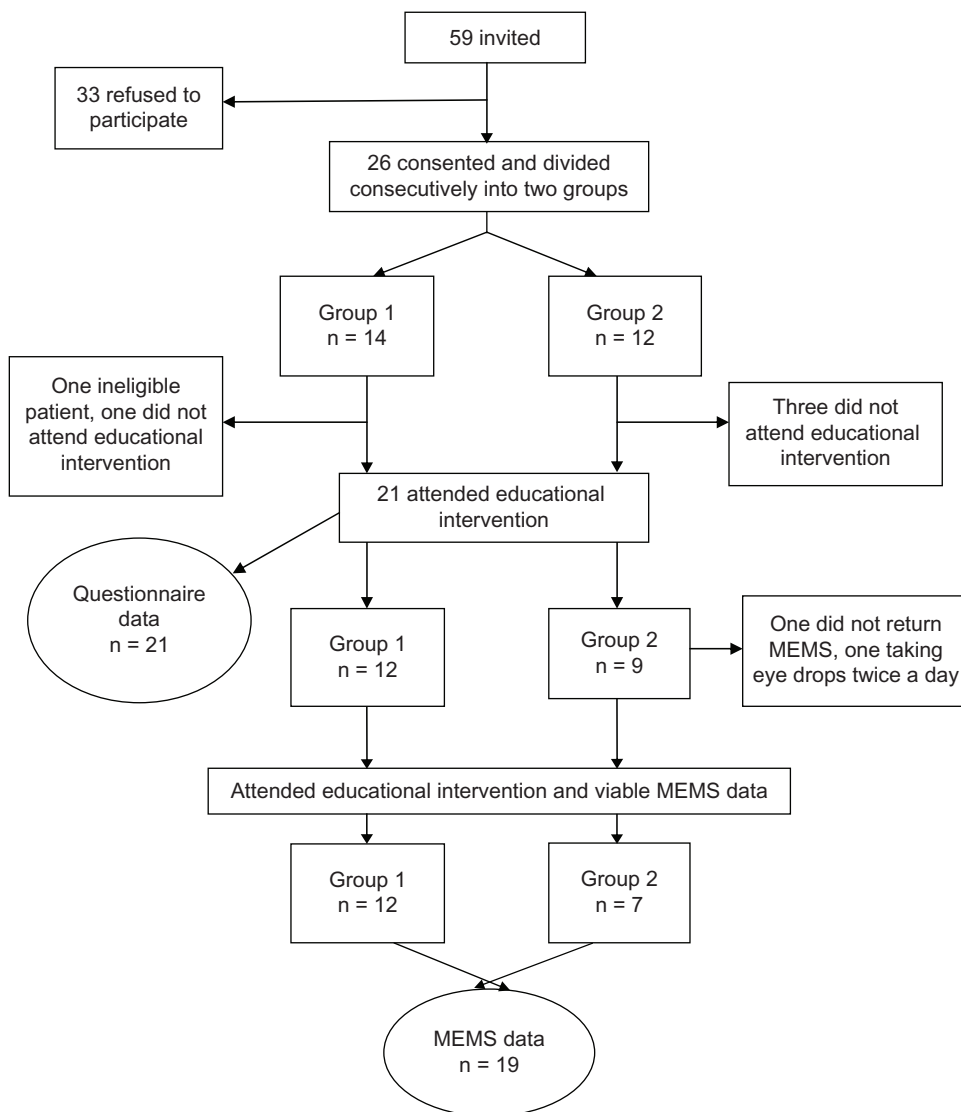 59 invited
33 refused to
participate
26 consented and divided
consecutively into two groups
Group 1
n = 14
Group 2
n = 12
One ineligible
patient, one did not
attend educational
intervention
Three did not
attend educational
intervention
21 attended educational
intervention
Questionnaire
data
n = 21
Group 1
n = 12
Group 2
n = 9
One did not return
MEMS, one taking
eye drops twice a day
Attended educational intervention and viable MEMS data
Group 1
n = 12
Group 2
n = 7
MEMS data
n = 19